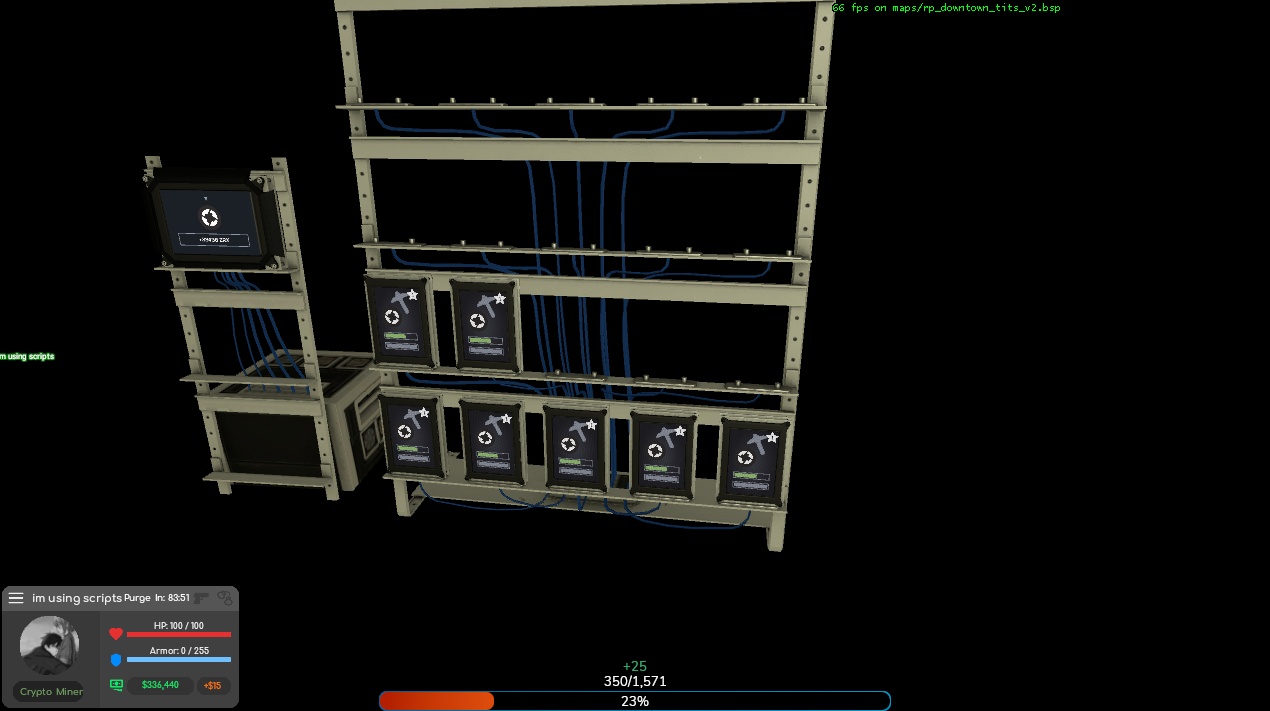 66 fps on maps/rp_downtown_tits_v2.bsp
m using scripts
im using scripts Purge In: 83:51
HP: 100 / 100
Armor: 0 / 255
$336,440 +$15
Crypto Miner
+25
350/1,571
23%